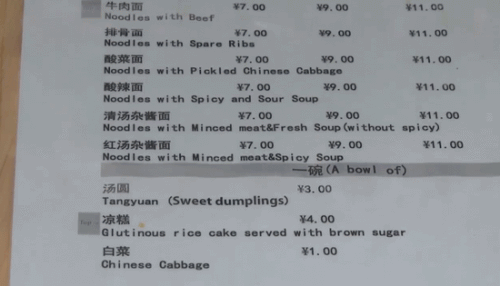 牛肉面 ¥7.00 ¥9.00 ¥11.00
Noodles with Beef
排骨面 ¥7.00 ¥9.00 ¥11.00
Noodles with Spare Ribs
酸菜面 ¥7.00 ¥9.00 ¥11.00
Noodles with Pickled Chinese Cabbage
酸辣面 ¥7.00 ¥9.00 ¥11.00
Noodles with Spicy and Sour Soup
清汤杂酱面 ¥7.00 ¥9.00 ¥11.00
Noodles with Minced meat&Fresh Soup(without spicy)
红汤杂酱面 ¥7.00 ¥9.00 ¥11.00
Noodles with Minced meat&Spicy Soup
一碗(A bowl of)
汤圆 ¥3.00
Tangyuan (Sweet dumplings)
凉糕 ¥4.00
Glutinous rice cake served with brown sugar
白菜 ¥1.00
Chinese Cabbage